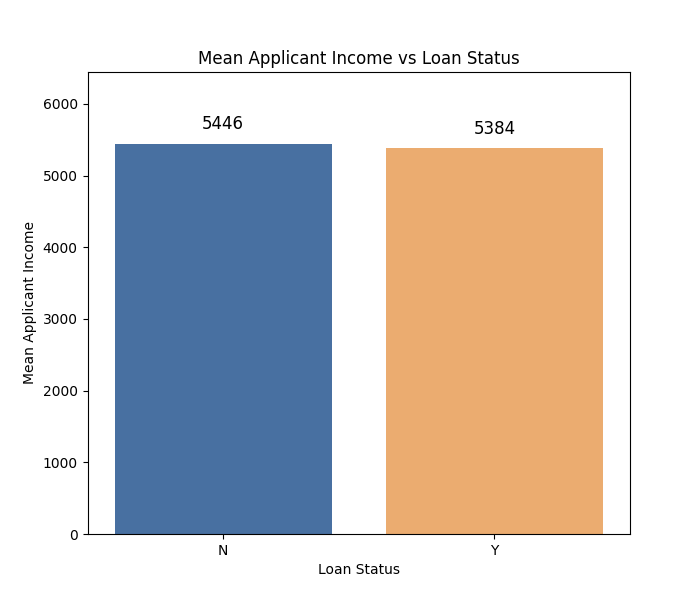 Mean Applicant Income vs Loan Status
6000
5000
4000
3000
2000
1000
0
Mean Applicant Income
5446
5384
N
Y
Loan Status